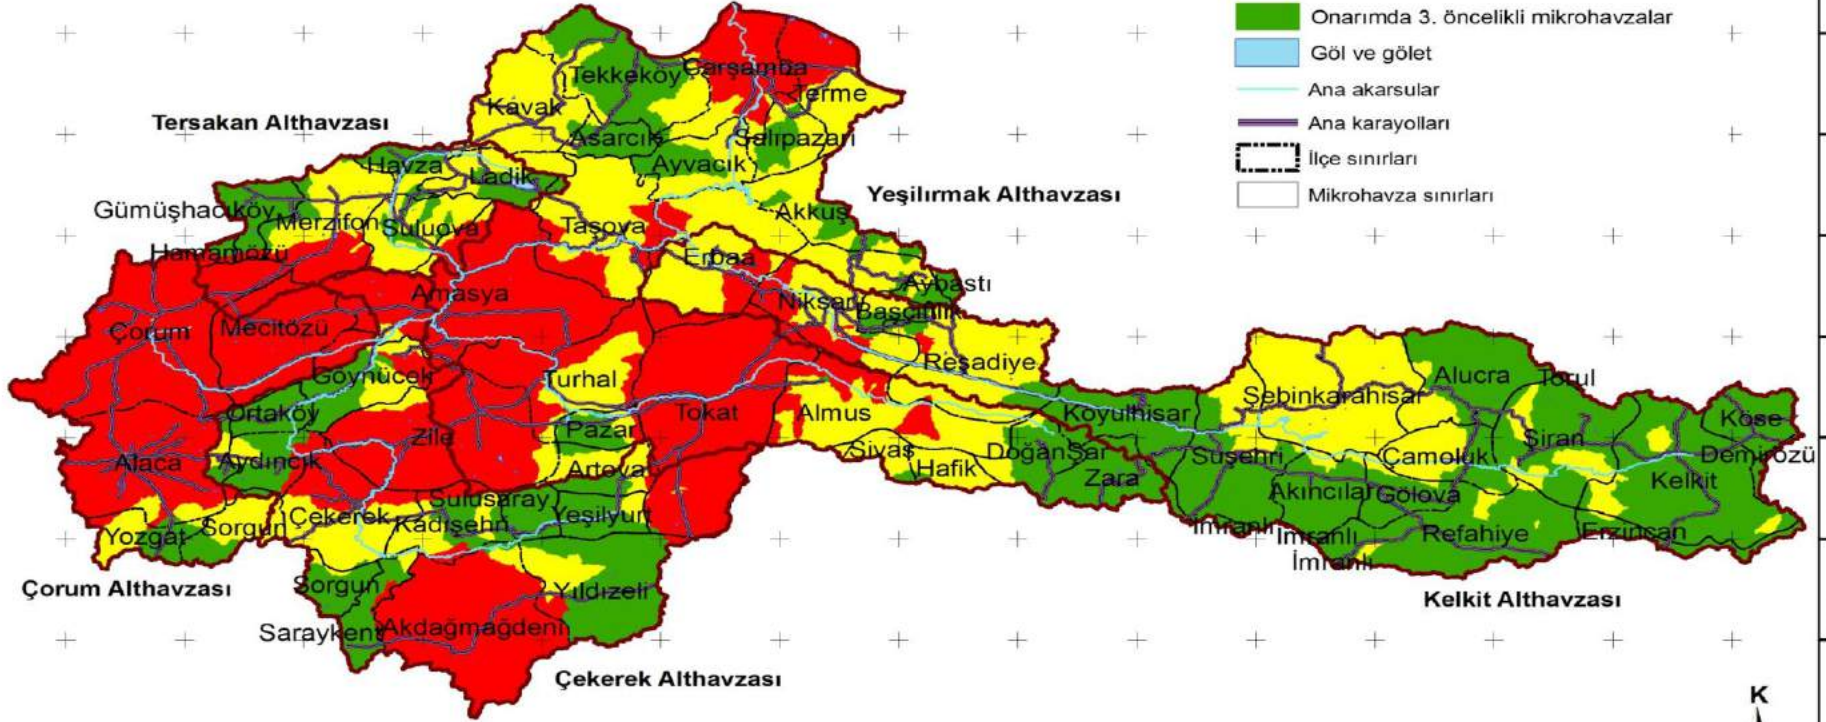 Onarımda 3. öncelikli mikrohavzalar
Göl ve gölet
Ana akarsular
Ana karayolları
İlçe sınırları
Mikrohavza sınırları
Tekkeköy
Çarşamba
Terme
Kavak
Tersakan Althavzası
Asarcık
Salıpazarı
Havza
Ayvacık
Ladik
Yeşilırmak Althavzası
Gümüşhacıköy
Merzifon
Suluova
Taşova
Akkuş
Hamamözü
Erbaa
Aybastı
Amasya
Niksar
Başçiftlik
Çorum
Mecitözü
Reşadiye
Göynücek
Turhal
Alucra
Torul
Şebinkarahisar
Ortaköy
Tokat
Almus
Koyulhisar
Köse
Pazar
Zile
Şiran
Alaca
Aydıncık
Artova
Sivas
Hafik
DoğanŞar
Zara
Suşehri
Çamoluk
Demirözü
Kelkit
Sulusaray
Akıncılar
Gölova
Yozgat
Sorgun
Çekerek
Kadışehri
Yeşilyurt
İmranlı
İmranlı
Refahiye
Erzincan
İmranlı
Çorum Althavzası
Sorgun
Yıldızeli
Kelkit Althavzası
Saraykent
Akdağmağdeni
Çekerek Althavzası
K